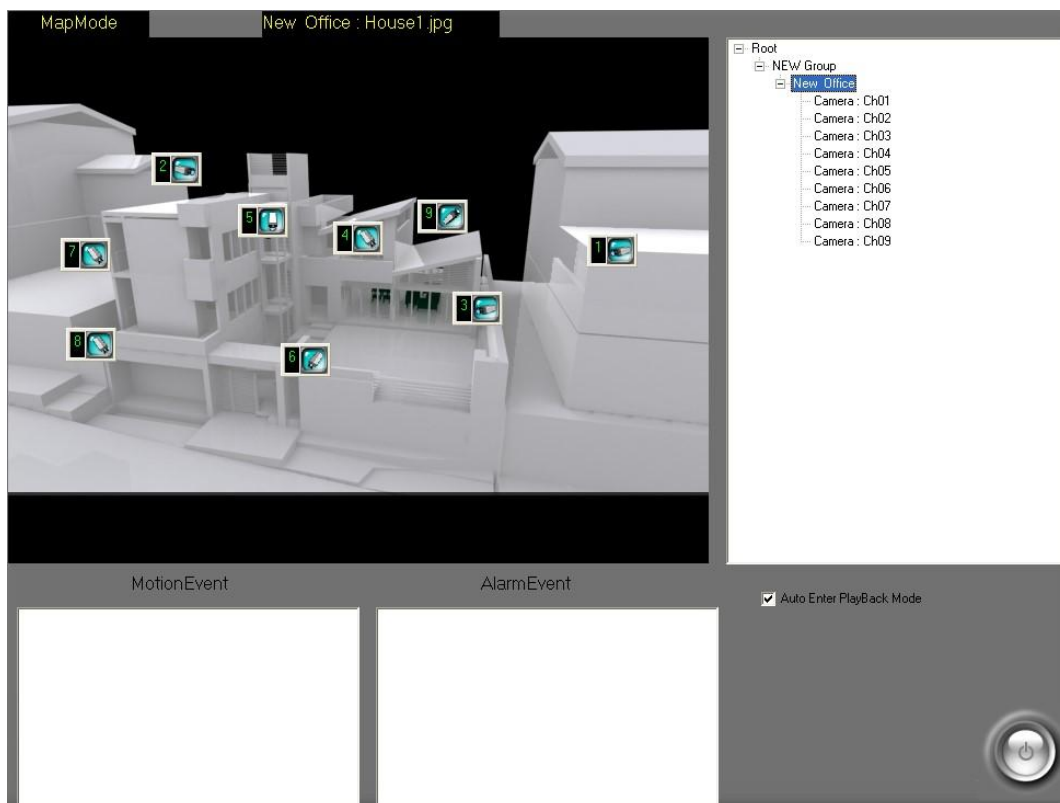 MapMode
New Office : House1.jpg
Root
NEW Group
New Office
Camera : Ch01
Camera : Ch02
Camera : Ch03
Camera : Ch04
Camera : Ch05
Camera : Ch06
Camera : Ch07
Camera : Ch08
Camera : Ch09
2
5
4
9
7
1
3
8
6
MotionEvent
AlarmEvent
Auto Enter PlayBack Mode